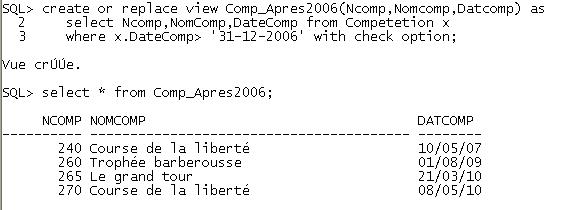 SQL> create or replace view Comp_Apres2006(Ncomp,Nomcomp,Datcomp) as
2 select Ncomp,NomComp,DateComp from Competetion x
3 where x.DateComp> '31-12-2006' with check option;
Vue crÚÚe.
SQL> select * from Comp_Apres2006;
NCOMP NOMCOMP DATCOMP
---------- ---------------------------------------- --------
240 Course de la liberté 10/05/07
260 Trophée barberousse 01/08/09
265 Le grand tour 21/03/10
270 Course de la liberté 08/05/10